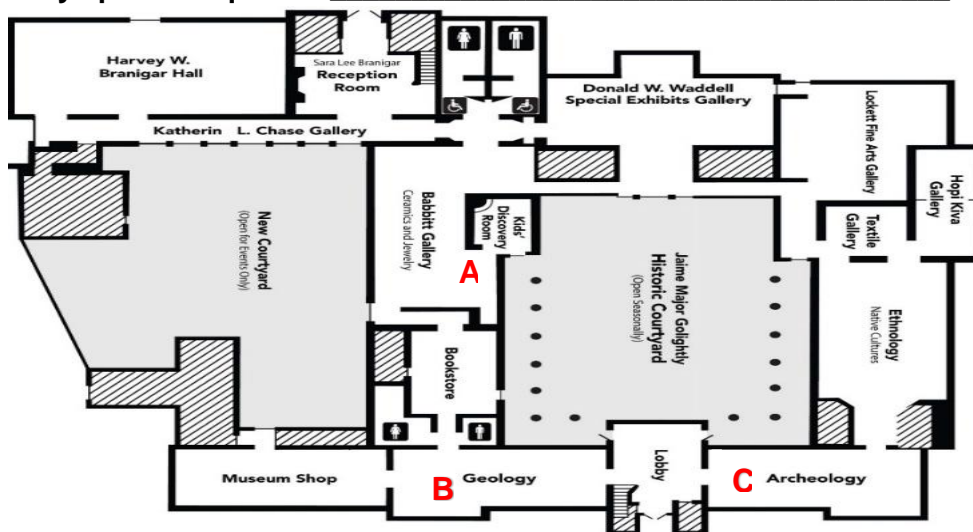 Harvey W.
Branigar Hall
Sara Lee Branigar
Reception
Room
Donald W. Waddell
Special Exhibits Gallery
Katherin L. Chase Gallery
Lockett Fine Arts Gallery
Hopi Kiva
Gallery
Textile
Gallery
New Courtyard
(Open for Events Only)
Babbitt Gallery
Ceramics and Jewelry
Kids'
Discovery
Room
A
Jaime Major Golightly
Historic Courtyard
(Open Seasonally)
Ethnology
Native Cultures
Bookstore
Museum Shop
B
Geology
Lobby
C
Archeology